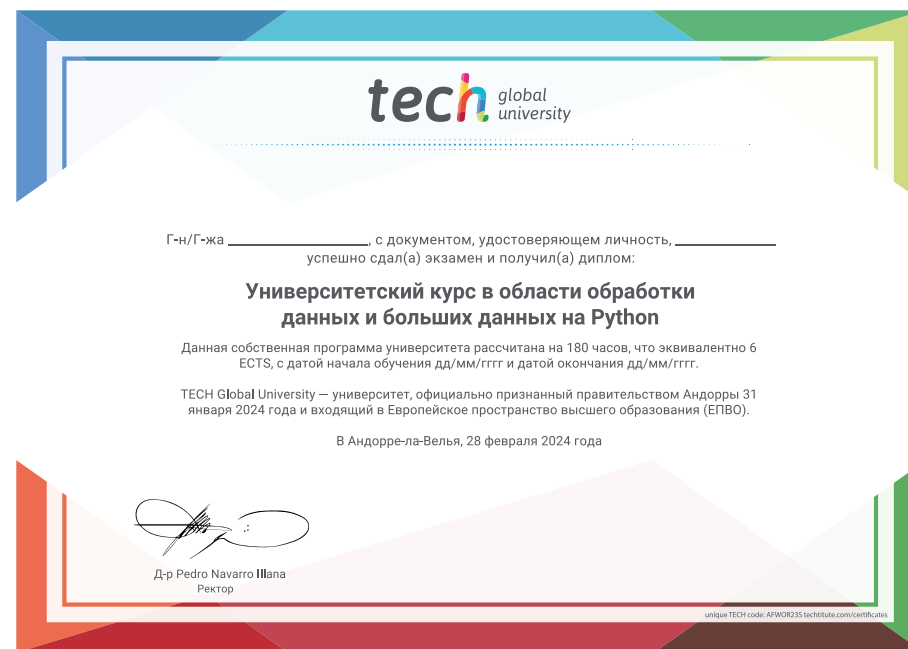 tech global university
Г-н/Г-жа ____________, с документом, удостоверяющем личность, ____________
успешно сдал(а) экзамен и получил(а) диплом:
Университетский курс в области обработки
данных и больших данных на Python
Данная собственная программа университета рассчитана на 180 часов, что эквивалентно 6
ECTS, с датой начала обучения дд/мм/гггг и датой окончания дд/мм/гггг.
TECH Global University — университет, официально признанный правительством Андорры 31
января 2024 года и входящий в Европейское пространство высшего образования (ЕПВО).
В Андорре-ла-Велья, 28 февраля 2024 года
Д-р Pedro Navarro Illana
Ректор
unique TECH code: AFWOR235 techtitute.com/certificates